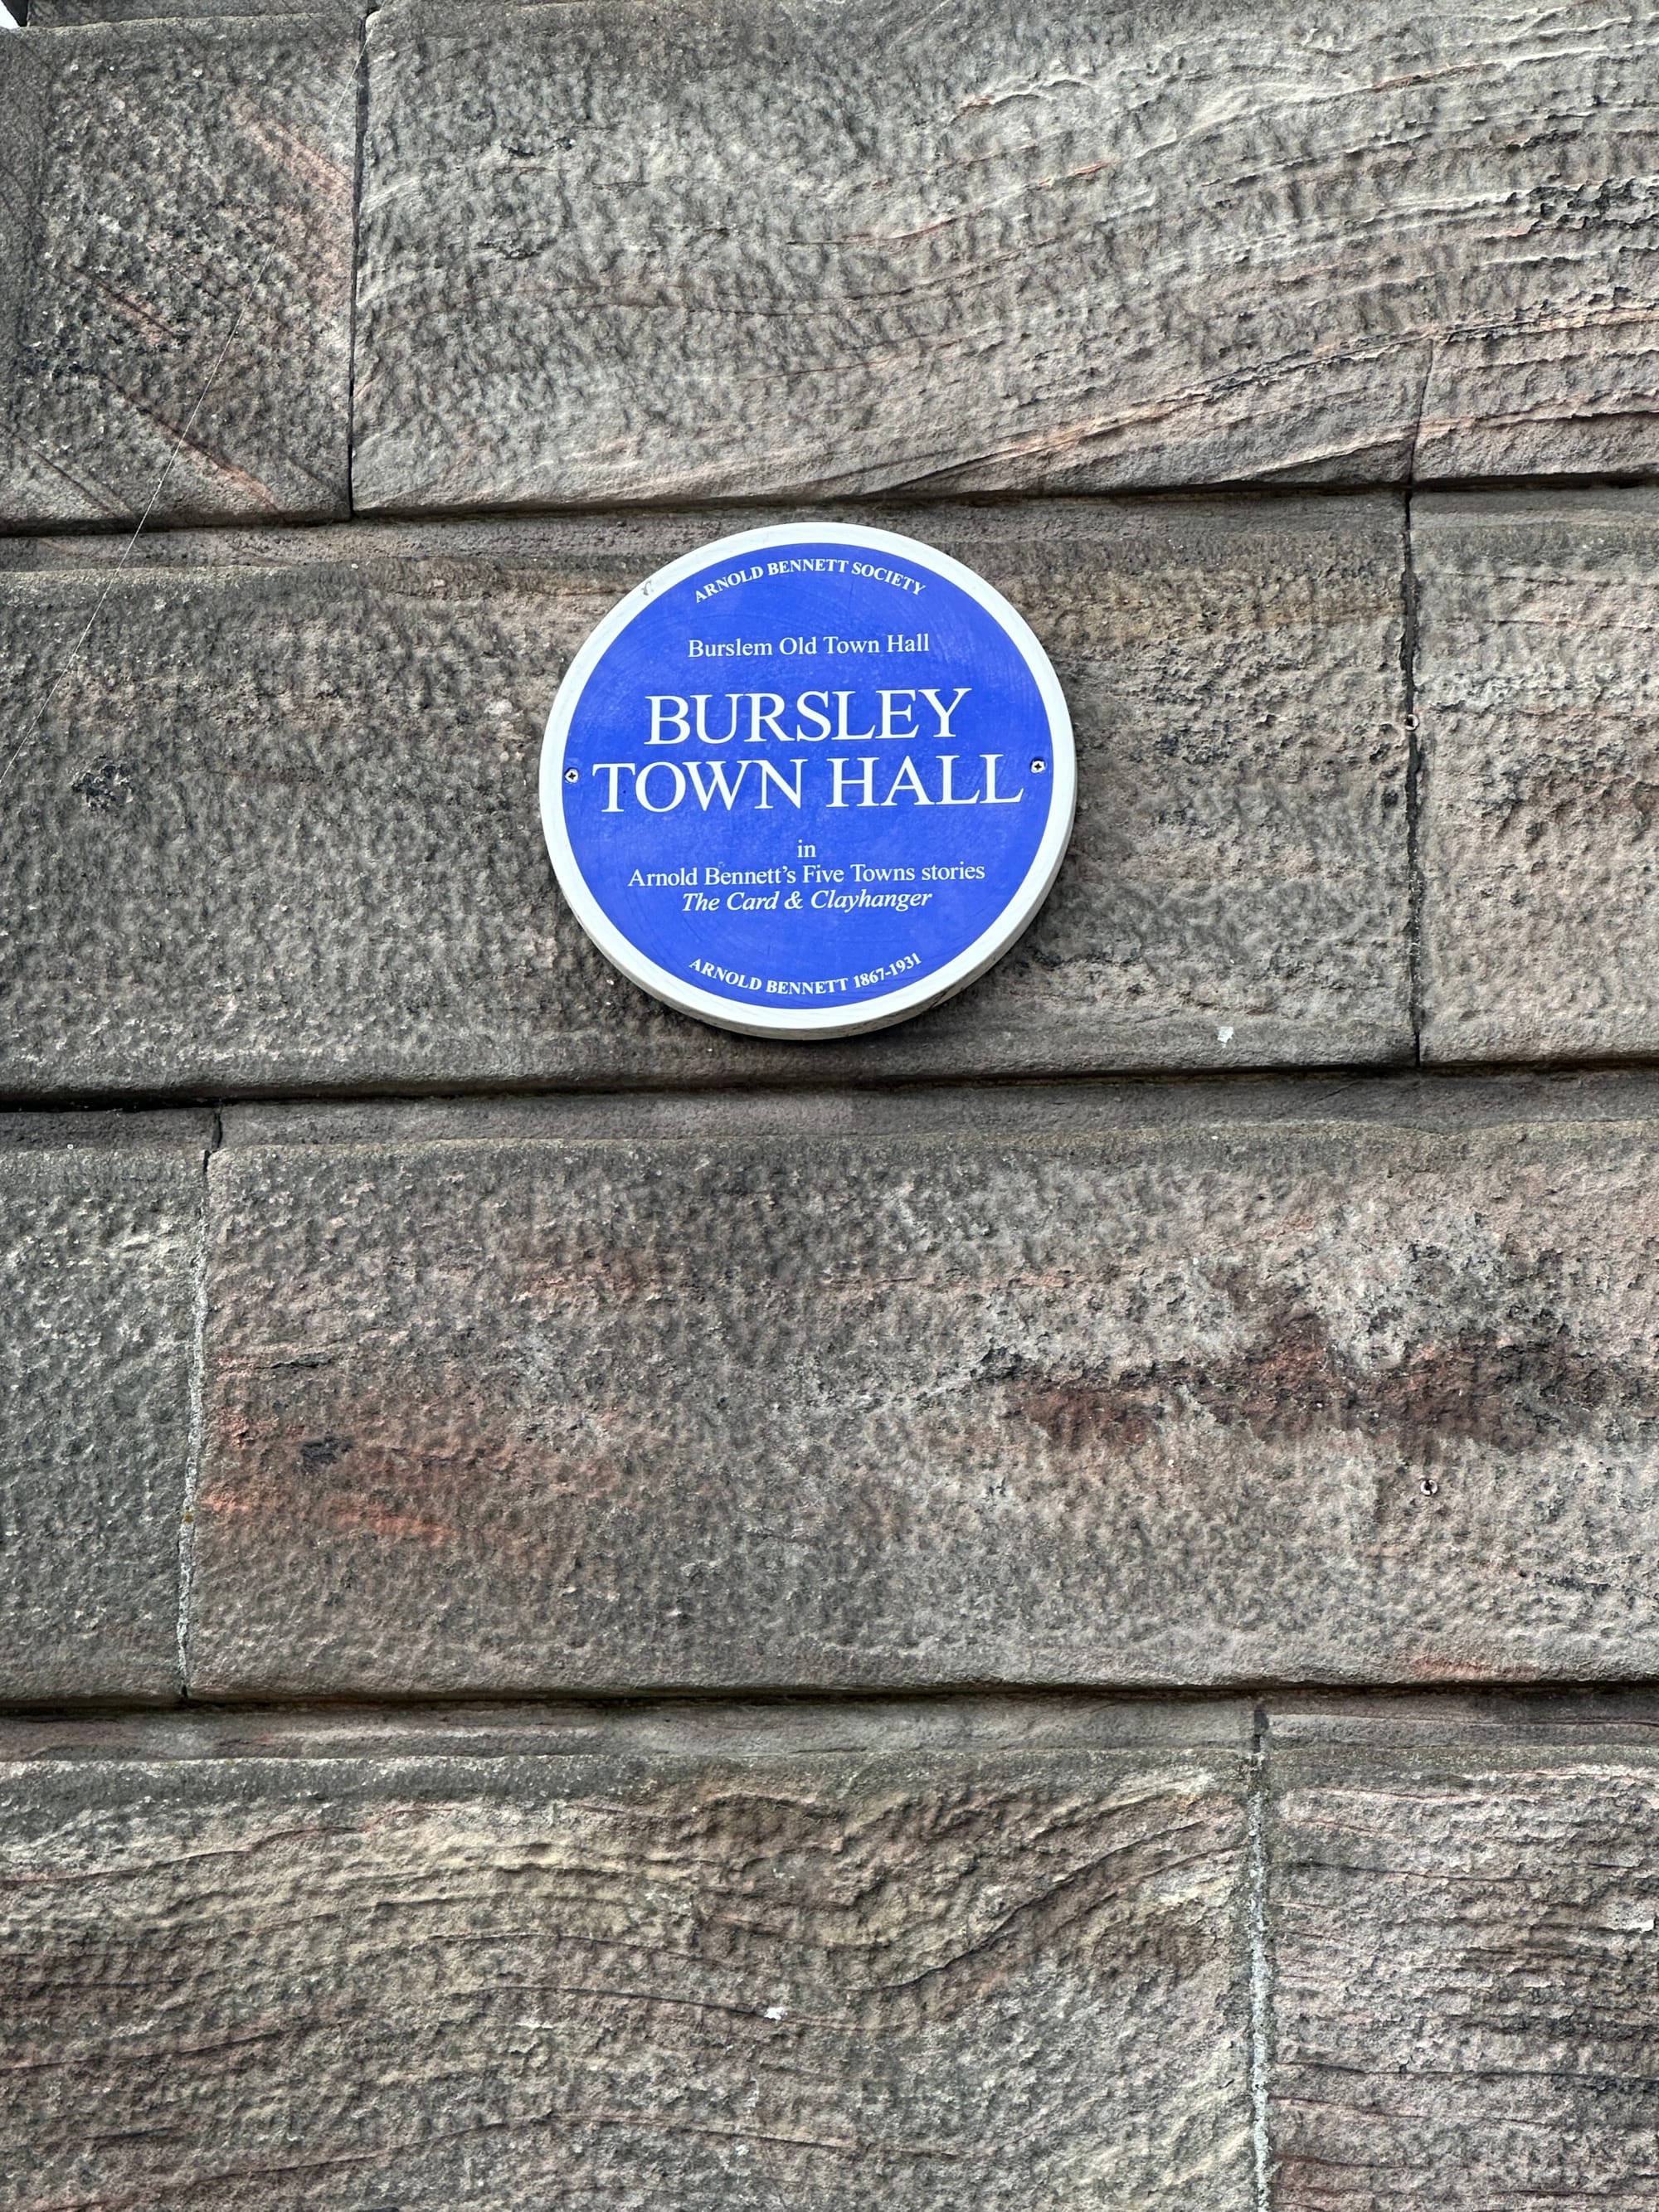 ARNOLD BENNETT SOCIETY
Burslem Old Town Hall
BURSLEY
TOWN HALL
in
Arnold Bennett's Five Towns stories
The Card & Clayhanger
ARNOLD BENNETT 1867-1931